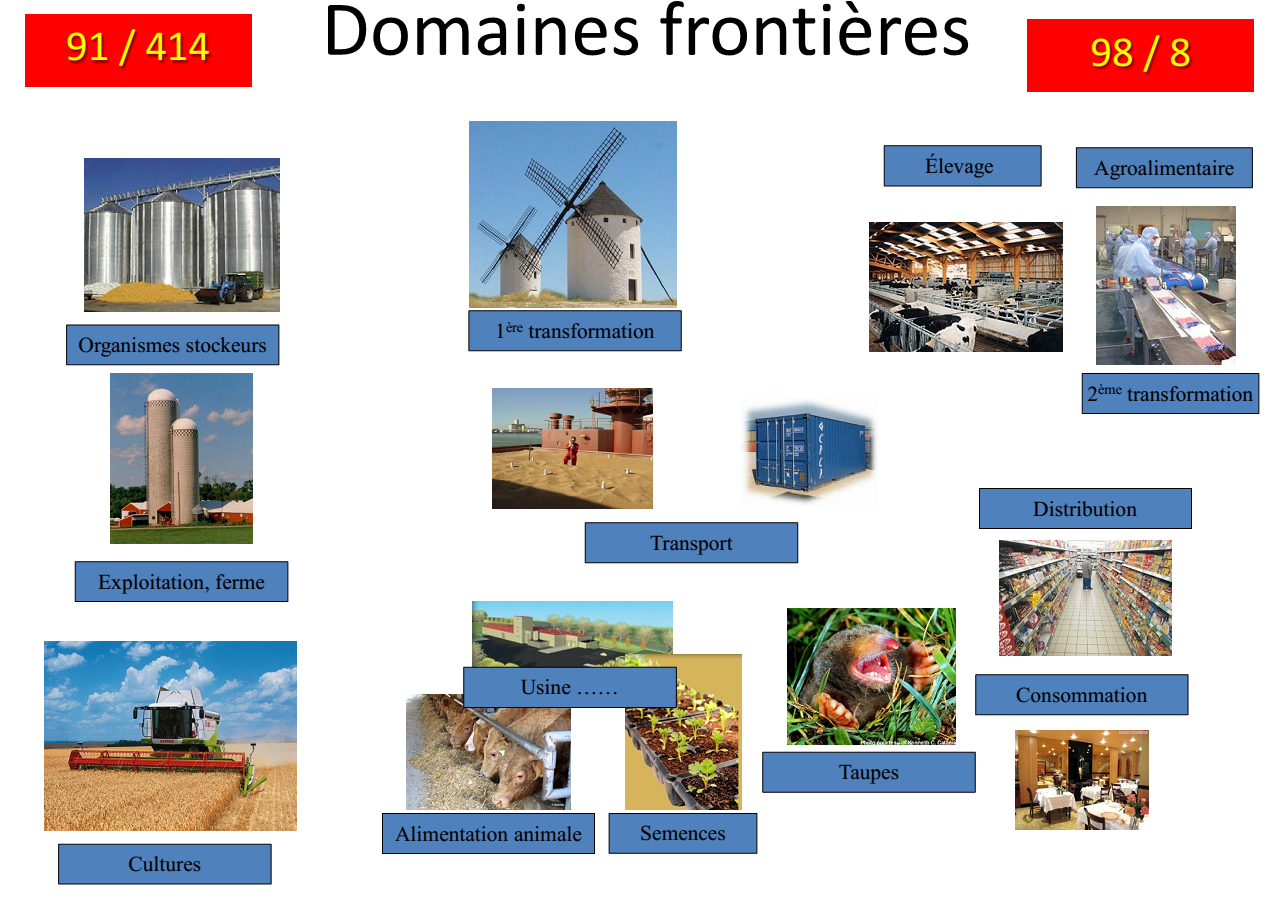 Domaines frontières
91 / 414
98 / 8
Élevage
Agroalimentaire
Organismes stockeurs
1ère transformation
2ème transformation
Distribution
Transport
Exploitation, ferme
Usine ……
Consommation
Taupes
Alimentation animale
Semences
Cultures